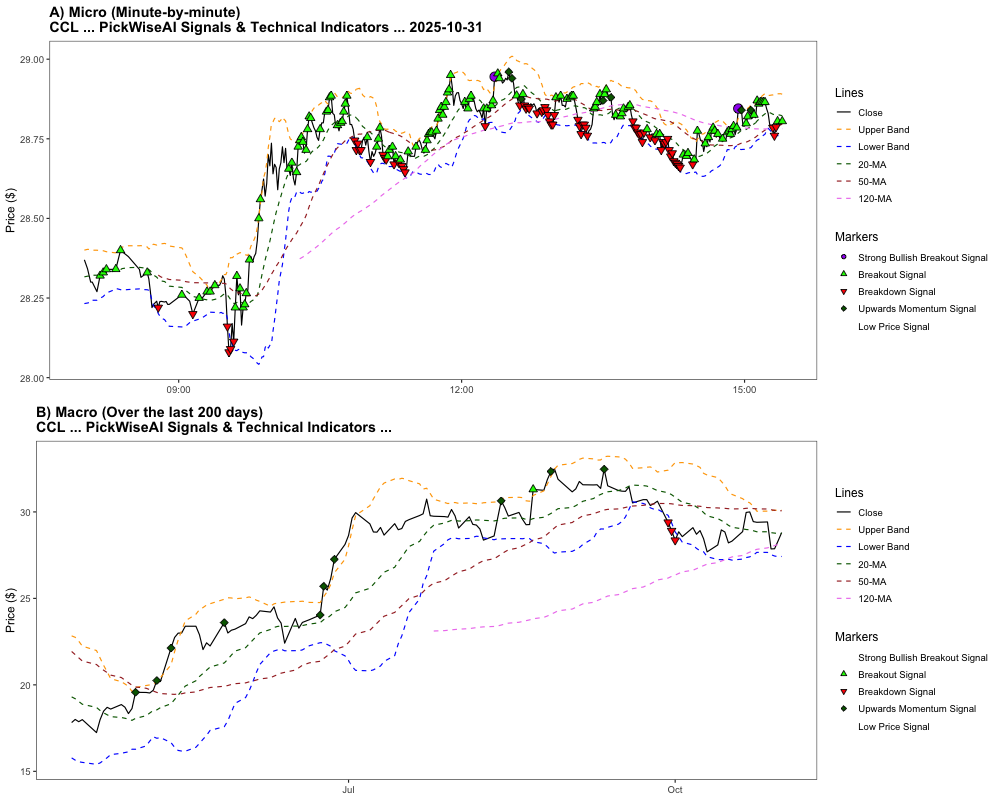 A) Micro (Minute-by-minute)
CCL ... PickWiseAI Signals & Technical Indicators ... 2025-10-31
Price ($)
29.00
28.75
28.50
28.25
28.00
09:00
12:00
15:00
Lines
Close
Upper Band
Lower Band
20-MA
50-MA
120-MA
Markers
Strong Bullish Breakout Signal
Breakout Signal
Breakdown Signal
Upwards Momentum Signal
Low Price Signal
B) Macro (Over the last 200 days)
CCL ... PickWiseAI Signals & Technical Indicators ...
Price ($)
30
25
20
15
Jul
Oct
Lines
Close
Upper Band
Lower Band
20-MA
50-MA
120-MA
Markers
Strong Bullish Breakout Signal
Breakout Signal
Breakdown Signal
Upwards Momentum Signal
Low Price Signal